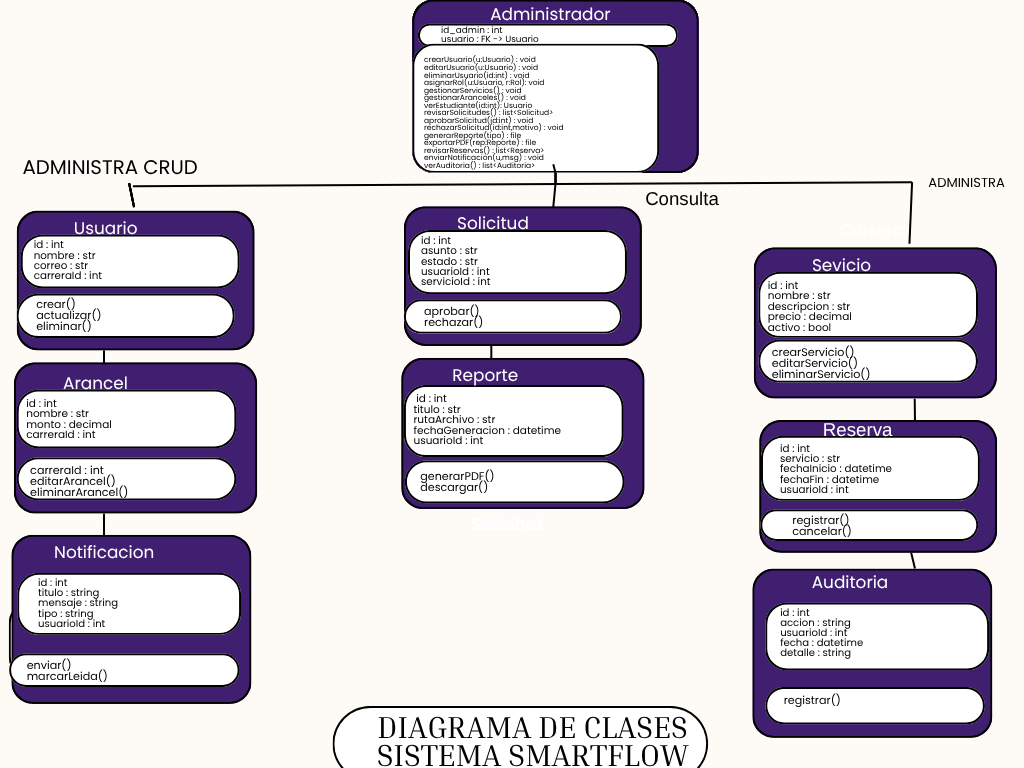 Administrador
id_admin : int
usuario : FK -> Usuario
crearUsuario(u:Usuario) : void
editarUsuario(u:Usuario) : void
eliminarUsuario(id:int) : void
asignarRol(u:Usuario, r:Rol): void
gestionarServicios() : void
gestionarAranceles() : void
verEstudiante(id:int): Usuario
revisarSolicitudes() : list<Solicitud>
aprobarSolicitud(id:int) : void
rechazarSolicitud(id:int,motivo) : void
generarReporte(tipo) : file
exportarPDF(rep:Reporte) : file
revisarReservas() : list<Reserva>
enviarNotificacion(u,msg) : void
verAuditoria() : list<Auditoria>
ADMINISTRA CRUD
Consulta
ADMINISTRA
Usuario
id : int
nombre : str
correo : str
carreraId : int
crear()
actualizar()
eliminar()
Arancel
id : int
nombre : str
monto : decimal
carreraId : int
carreraId : int
editarArancel()
eliminarArancel()
Notificacion
id : int
titulo : string
mensaje : string
tipo : string
usuarioId : int
enviar()
marcarLeida()
Solicitud
id : int
asunto : str
estado : str
usuarioId : int
servicioId : int
aprobar()
rechazar()
Reporte
id : int
titulo : str
rutaArchivo : str
fechaGeneracion : datetime
usuarioId : int
generarPDF()
descargar()
Sevicio
id : int
nombre : str
descripcion : str
precio : decimal
activo : bool
crearServicio()
editarServicio()
eliminarServicio()
Reserva
id : int
servicio : str
fechaInicio : datetime
fechaFin : datetime
usuarioId : int
registrar()
cancelar()
Auditoria
id : int
accion : string
usuarioId : int
fecha : datetime
detalle : string
registrar()
DIAGRAMA DE CLASES
SISTEMA SMARTFLOW